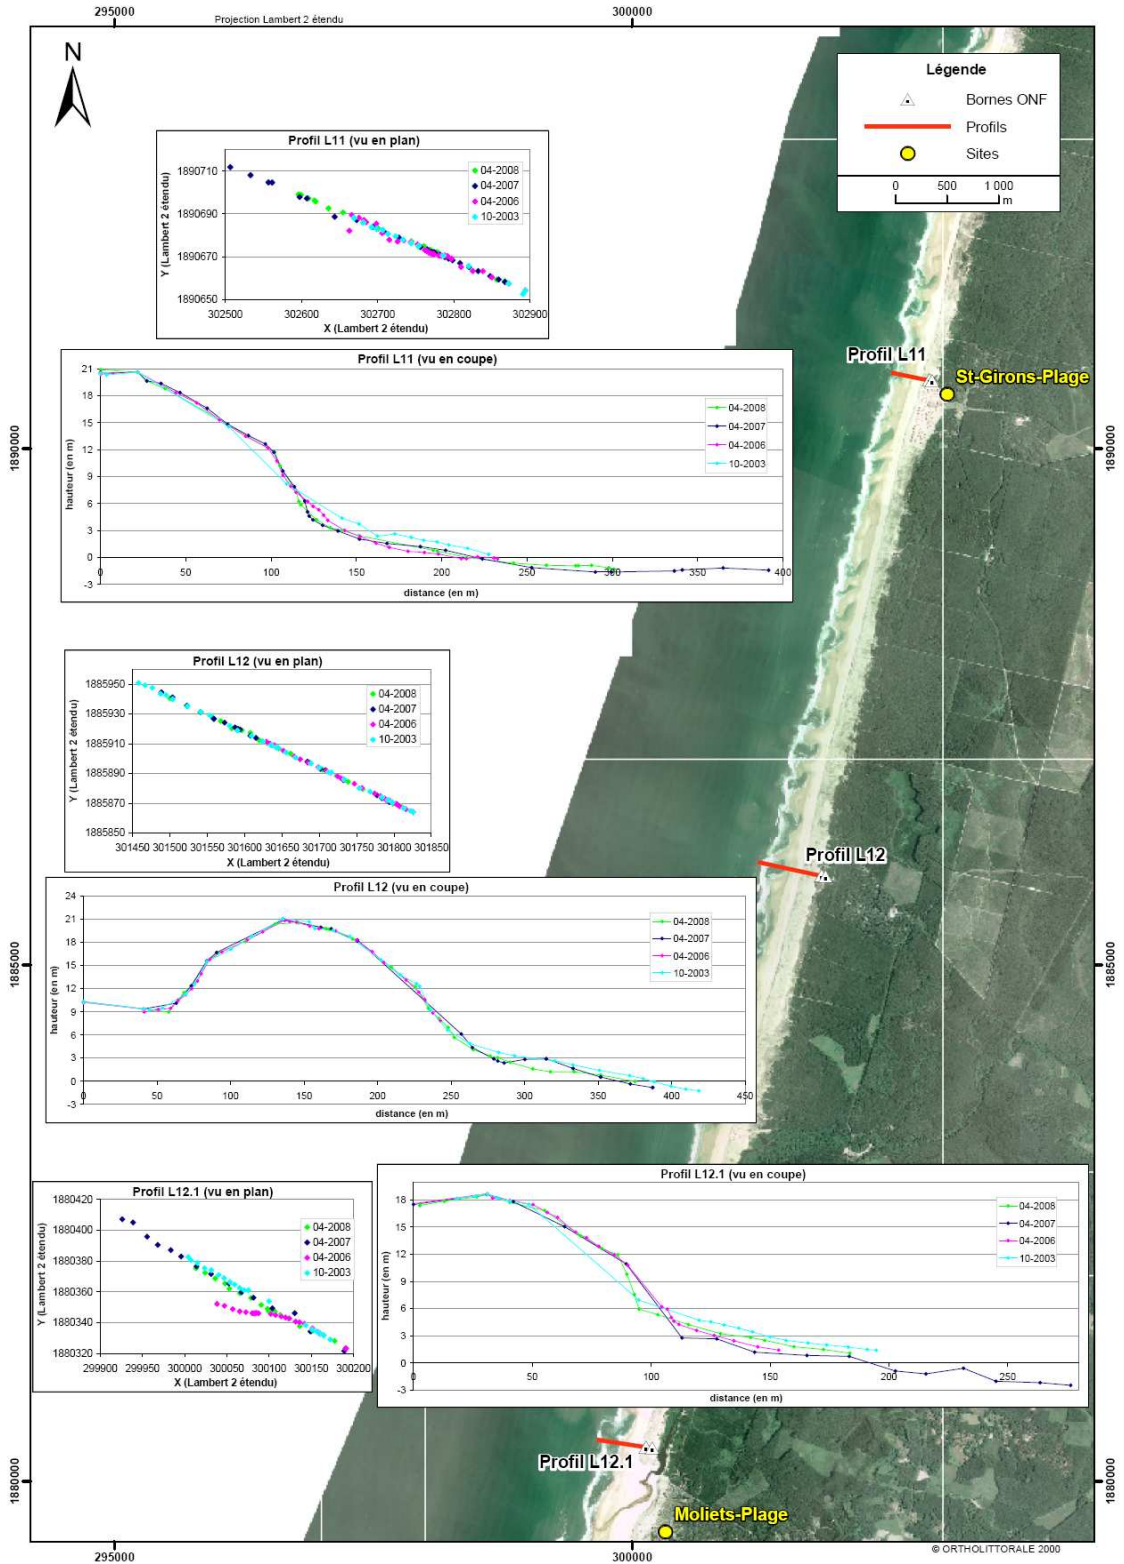 295000
Projection Lambert 2 étendu
300000
N
Légende
Bornes ONF
Profils
Sites
0 500 1 000
m
Profil L11 (vu en plan)
1890710
1890690
1890670
1890650
Y (Lambert 2 étendu)
04-2008
04-2007
04-2006
10-2003
302500 302600 302700 302800 302900
X (Lambert 2 étendu)
Profil L11
St-Girons-Plage
Profil L11 (vu en coupe)
21
18
15
12
9
6
3
0
-3
hauteur (en m)
04-2008
04-2007
04-2006
10-2003
0 50 100 150 200 250 300 350 400
distance (en m)
1890000
1890000
Profil L12 (vu en plan)
1885950
1885930
1885910
1885890
1885870
1885850
Y (Lambert 2 étendu)
04-2008
04-2007
04-2006
10-2003
301450 301500 301550 301600 301650 301700 301750 301800 301850
X (Lambert 2 étendu)
Profil L12
Profil L12 (vu en coupe)
24
21
18
15
12
9
6
3
0
-3
hauteur (en m)
04-2008
04-2007
04-2006
10-2003
0 50 100 150 200 250 300 350 400 450
distance (en m)
1885000
1885000
Profil L12.1 (vu en plan)
1880420
1880400
1880380
1880360
1880340
1880320
Y (Lambert 2 étendu)
04-2008
04-2007
04-2006
10-2003
299900 299950 300000 300050 300100 300150 300200
X (Lambert 2 étendu)
Profil L12.1 (vu en coupe)
18
15
12
9
6
3
0
-3
hauteur (en m)
04-2008
04-2007
04-2006
10-2003
0 50 100 150 200 250
distance (en m)
Profil L12.1
1880000
1880000
Moliets-Plage
© ORTHOLITTORALE 2000
295000
300000